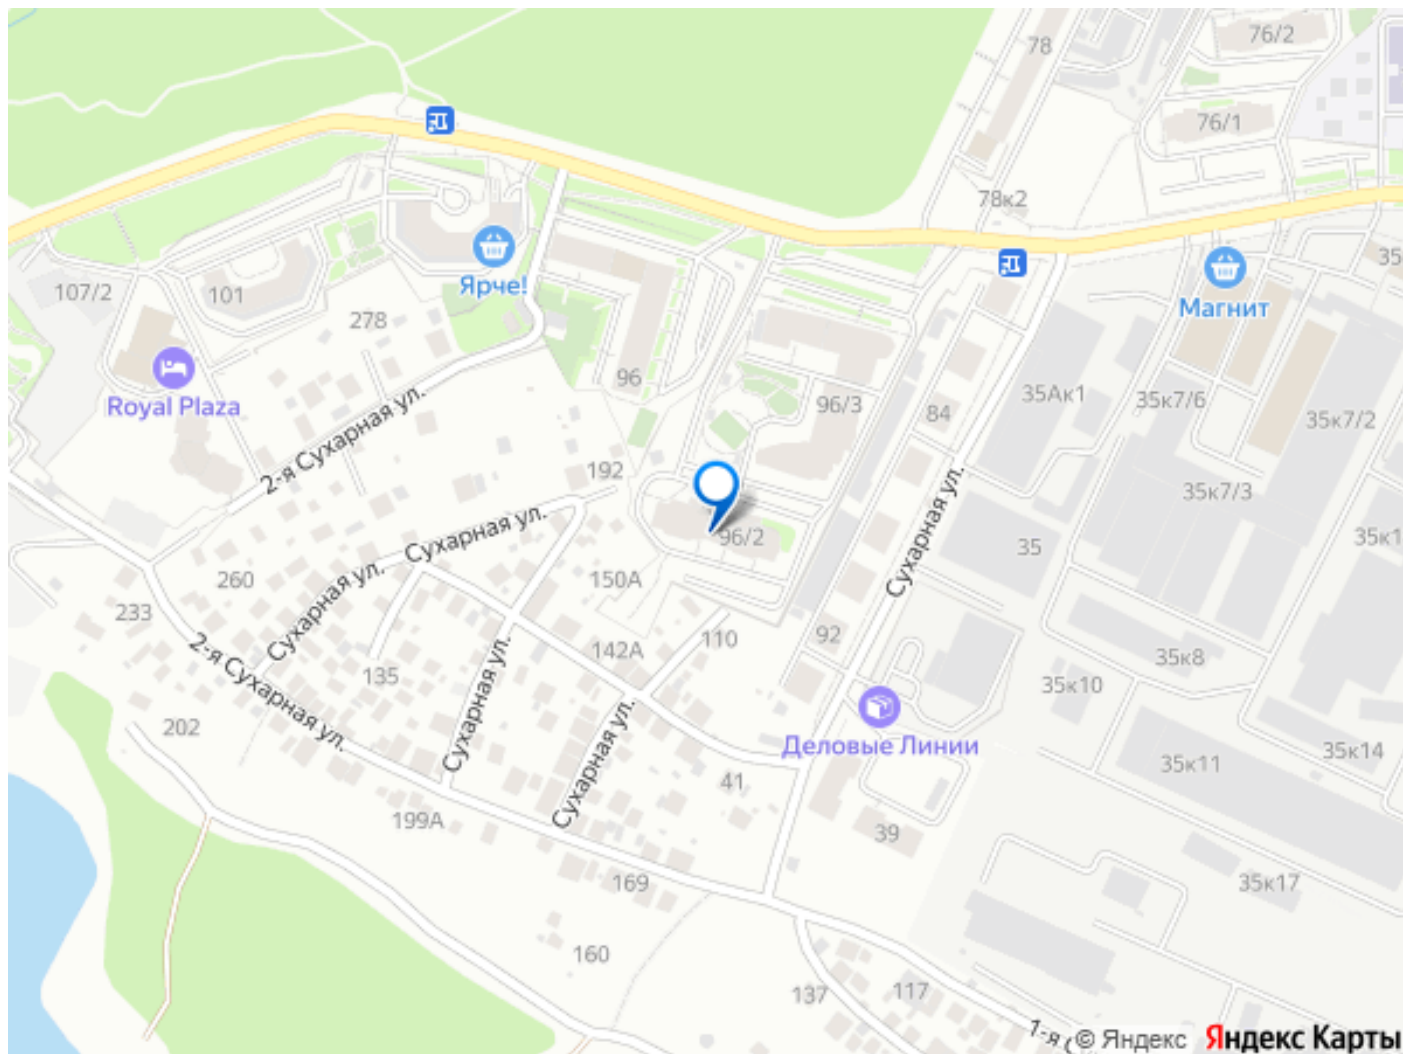 76/2
78
76/1
78к2
35
Ярче!
107/2
101
278
Магнит
Royal Plaza
96
96/3
84
35Ак1
35к7/6
35к7/2
2-я Сухарная ул.
192
35к7/3
Сухарная ул.
Сухарная ул.
96/2
35
35к1
Сухарная ул.
260
150А
233
110
92
142А
35к8
2-я Сухарная ул.
135
Сухарная ул.
35к10
202
Сухарная ул.
Деловые Линии
35к14
41
35к11
199А
39
169
35к17
160
137
117
1-я С
© Яндекс
Яндекс Карты